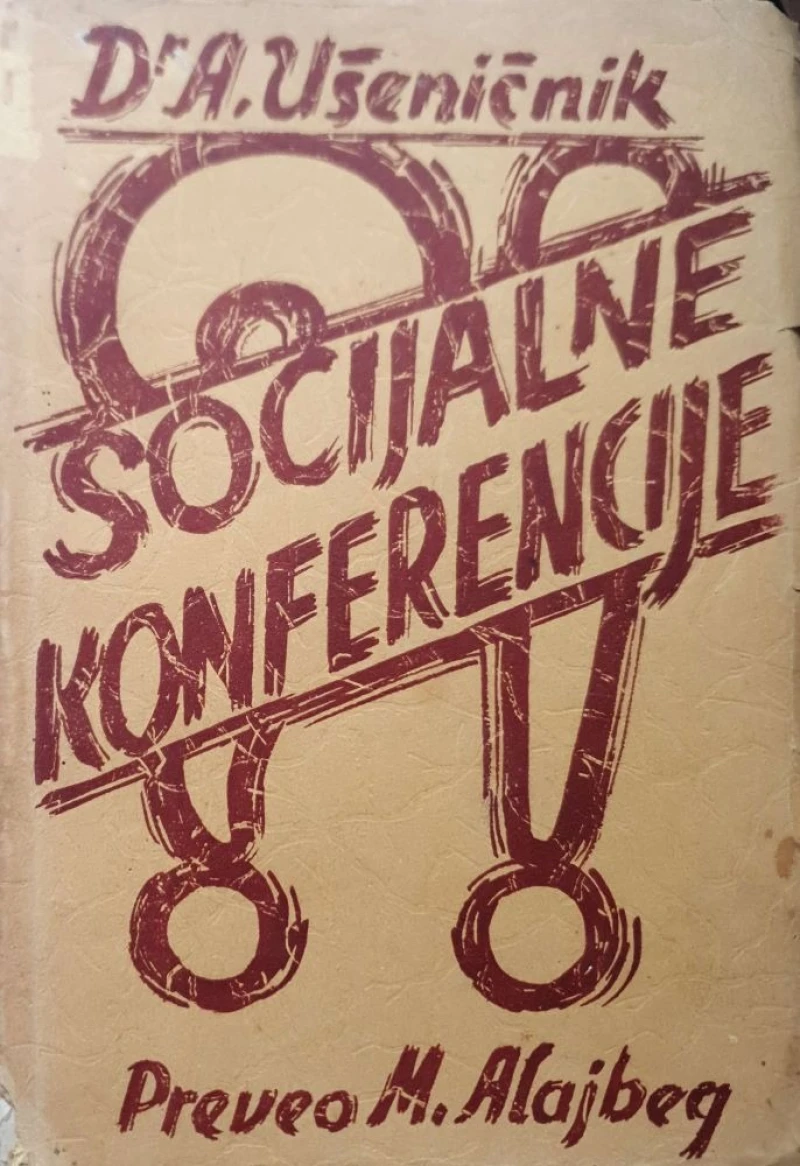 Dr A. Ušeničnik
SOCIJALNE
KONFERENCIJE
Preveo M. Alajbeg